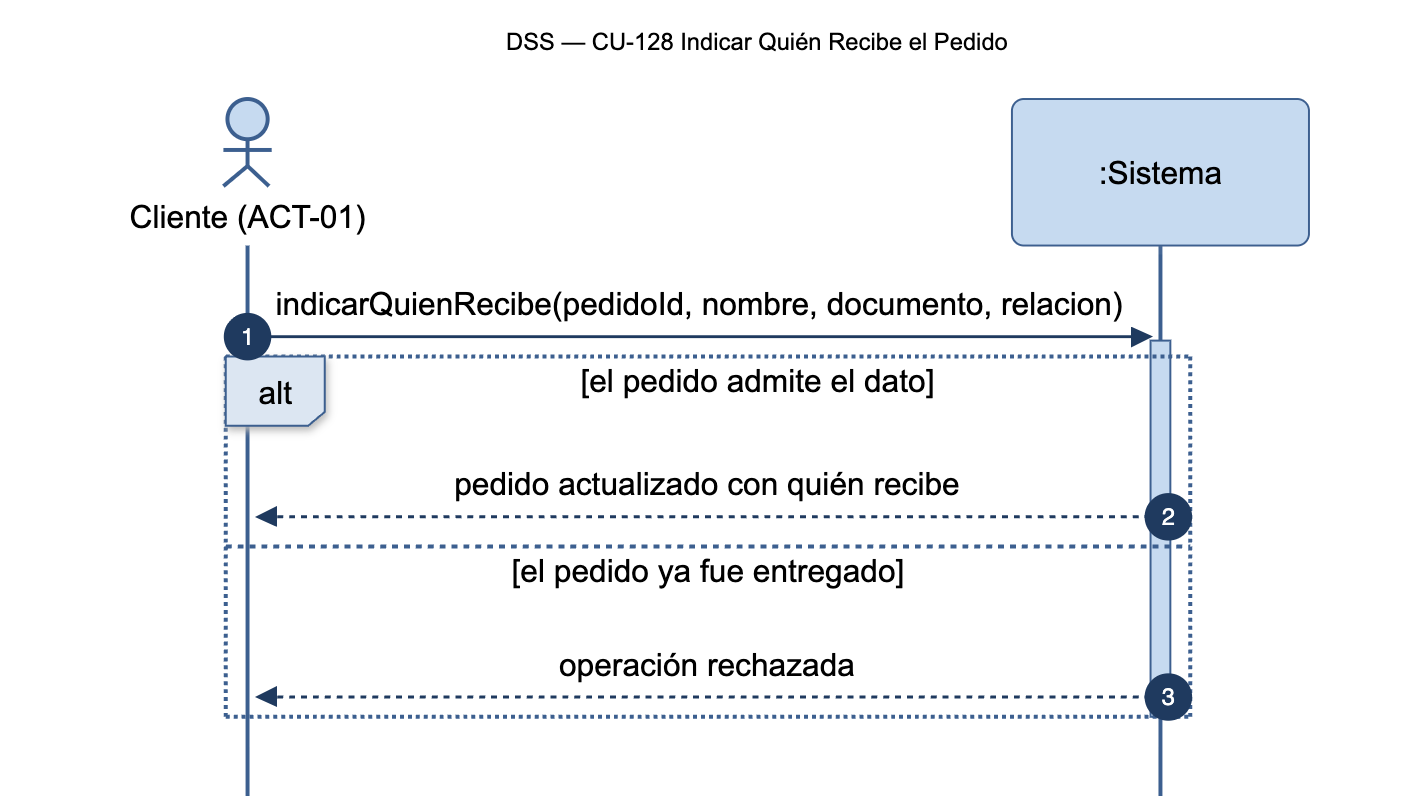 DSS — CU-128 Indicar Quién Recibe el Pedido
Cliente (ACT-01)
:Sistema
indicarQuienRecibe(pedidoId, nombre, documento, relacion)
1
alt
[el pedido admite el dato]
pedido actualizado con quién recibe
2
[el pedido ya fue entregado]
operación rechazada
3